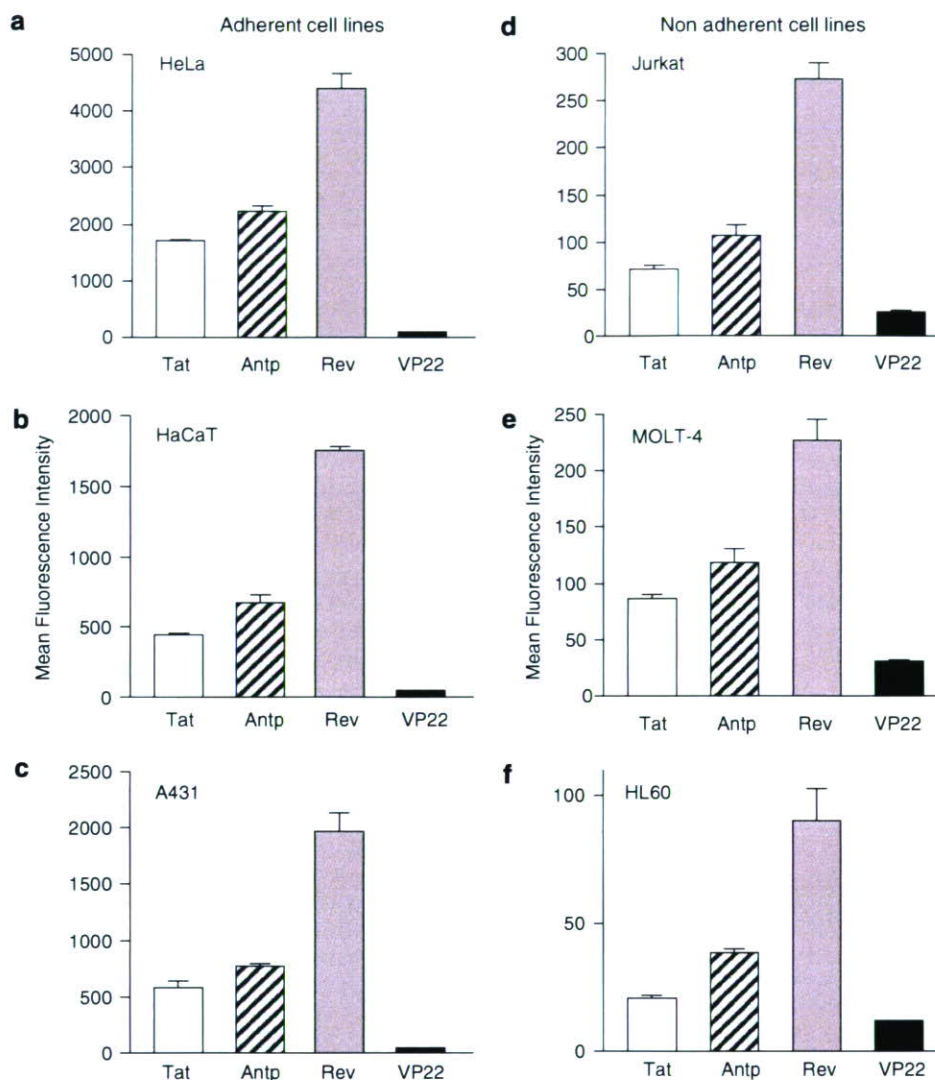 a
Adherent cell lines
HeLa
5000
4000
3000
2000
1000
0
Tat Antp Rev VP22
b
HaCaT
Mean Fluorescence Intensity
2000
1500
1000
500
0
Tat Antp Rev VP22
c
A431
2500
2000
1500
1000
500
0
Tat Antp Rev VP22
d
Non adherent cell lines
Jurkat
300
250
200
150
100
50
0
Tat Antp Rev VP22
e
MOLT-4
Mean Fluorescence Intensity
250
200
150
100
50
0
Tat Antp Rev VP22
f
HL60
100
50
0
Tat Antp Rev VP22